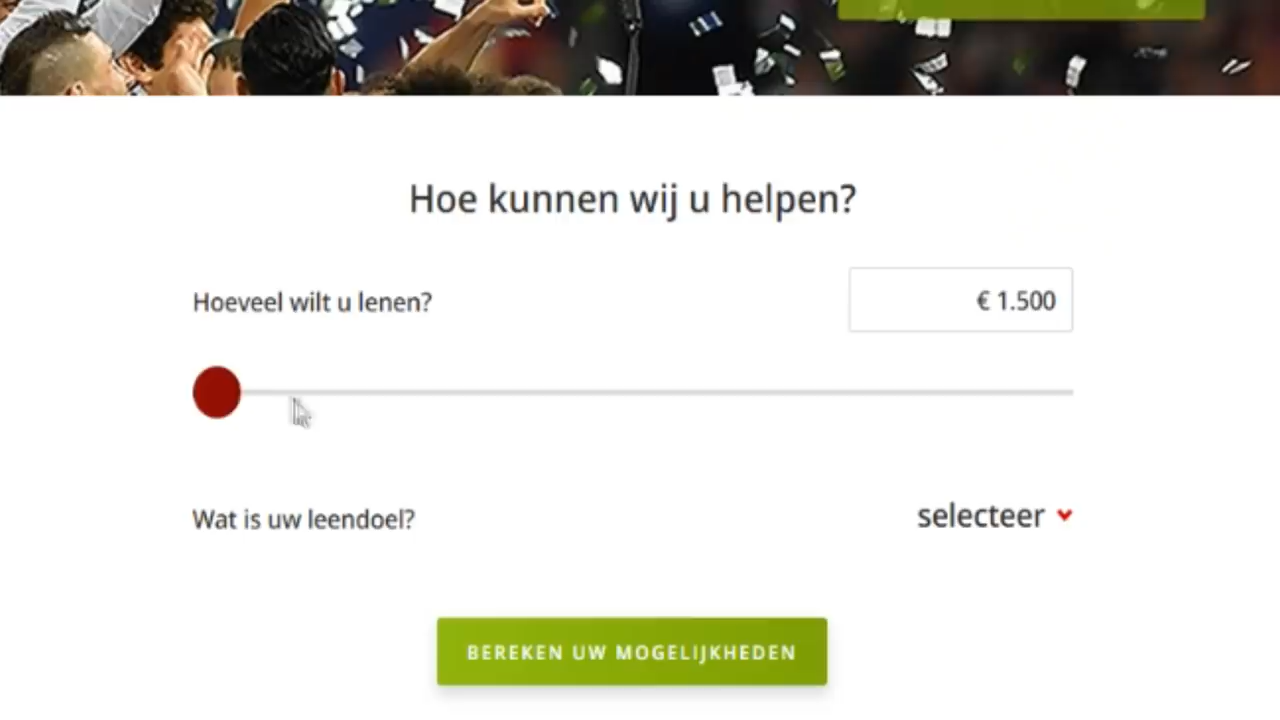 Hoe kunnen wij u helpen?
Hoeveel wilt u lenen?
€ 1.500
Wat is uw leendoel?
selecteer
BEREKEN UW MOGELIJKHEDEN